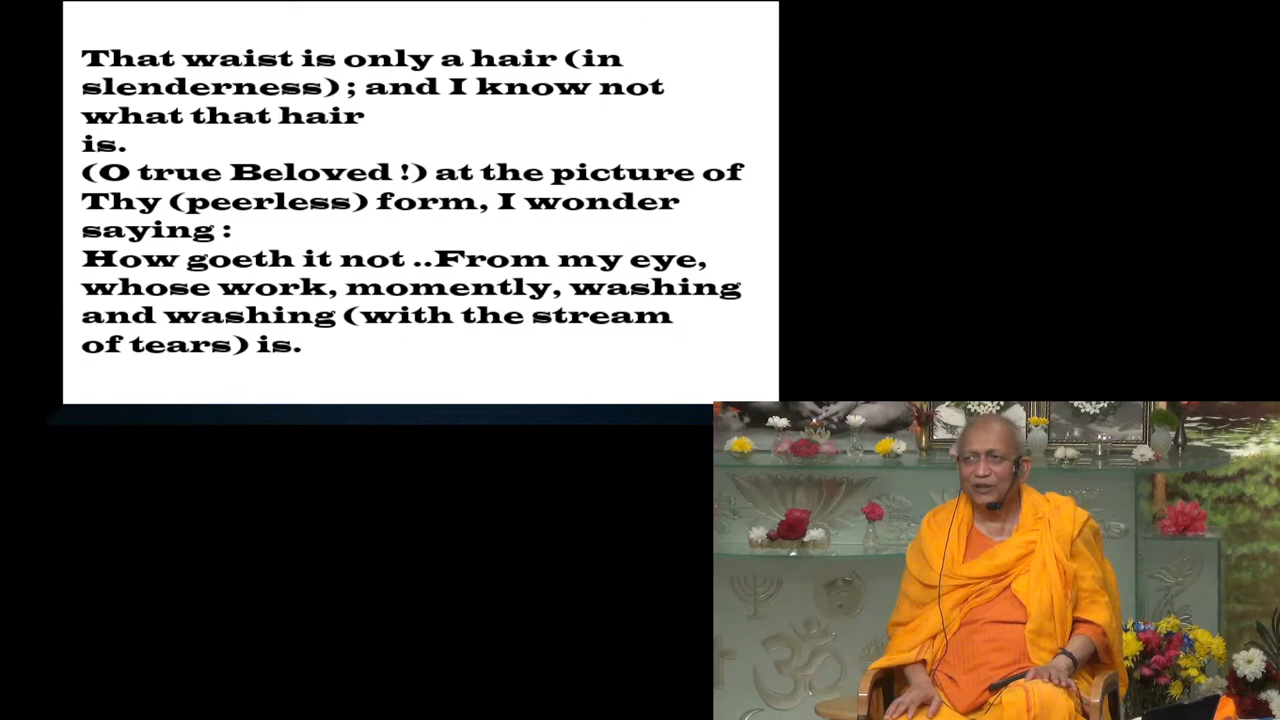 That waist is only a hair (in
slenderness) ; and I know not
what that hair
is.
(O true Beloved !) at the picture of
Thy (peerless) form, I wonder
saying :
How goeth it not ..From my eye,
whose work, momently, washing
and washing (with the stream
of tears) is.